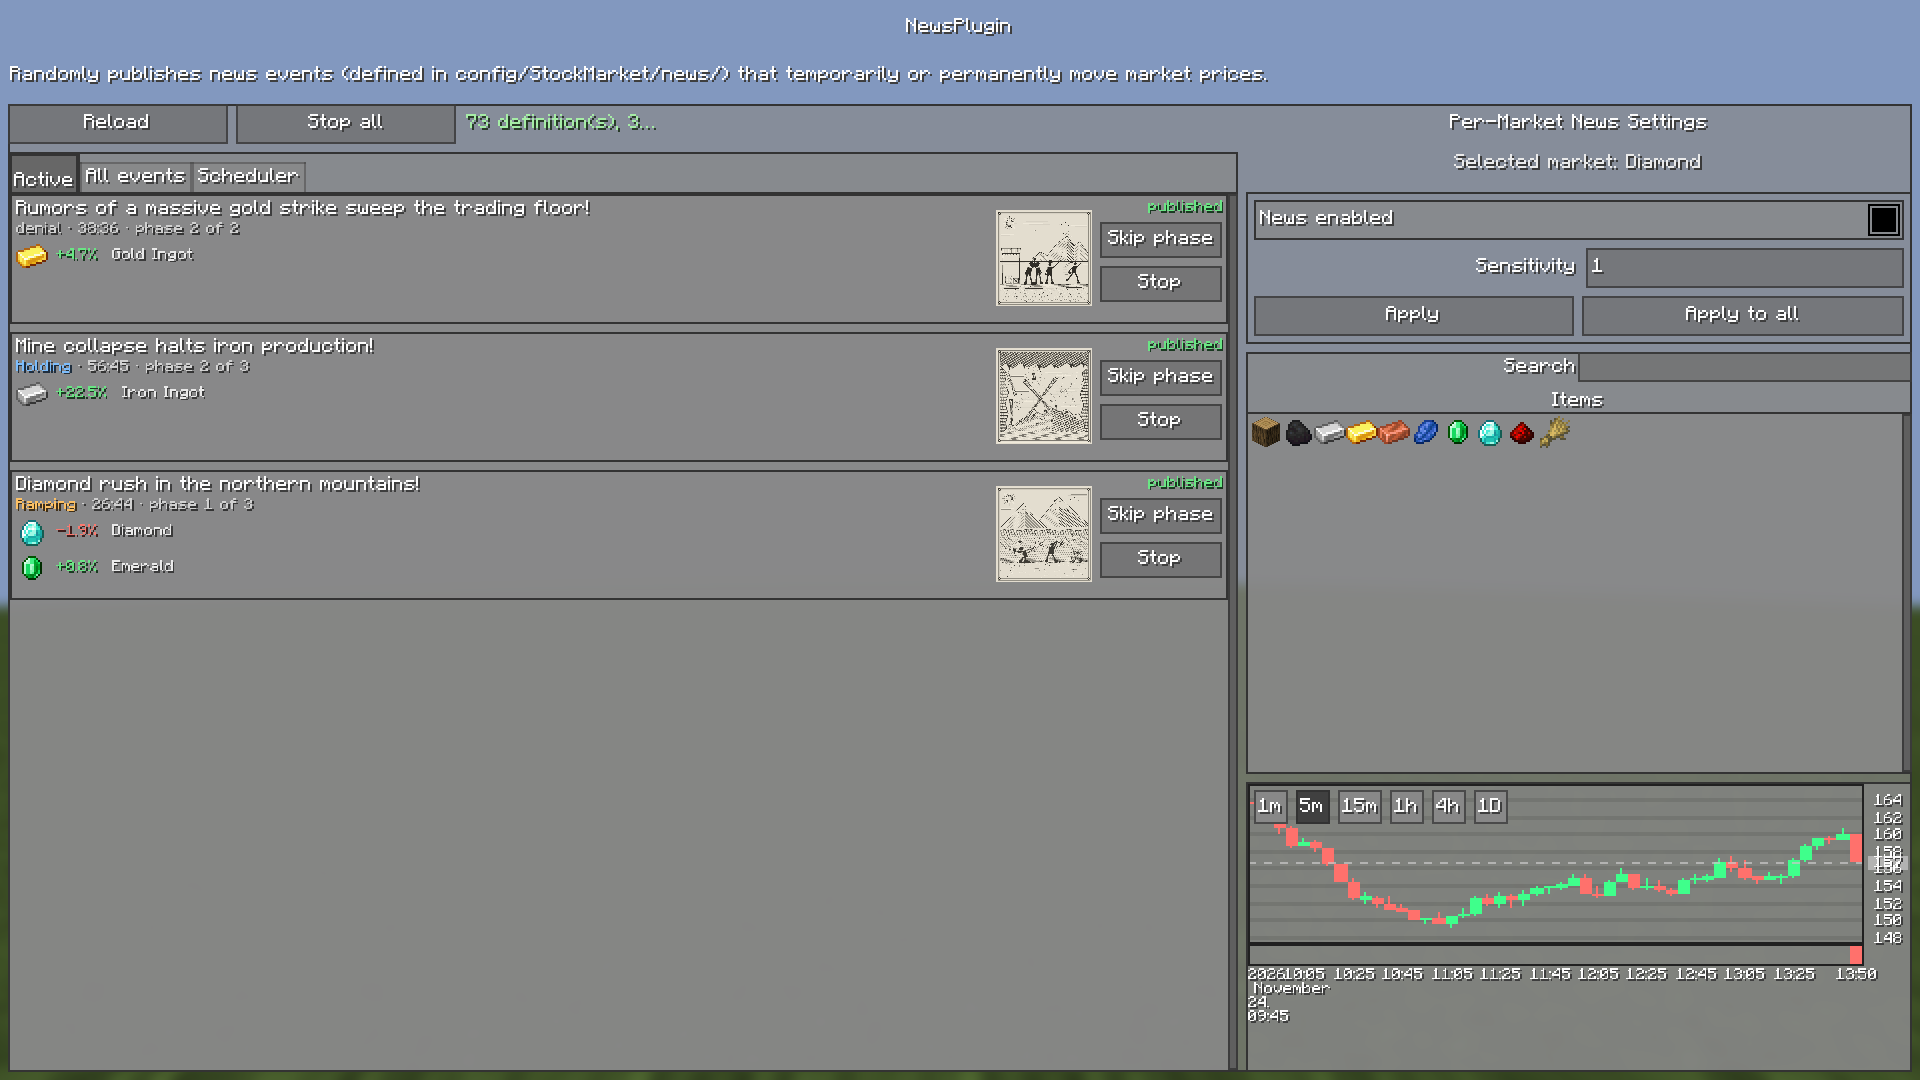 NewsPlugin
Randomly publishes news events (defined in config/StockMarket/news/) that temporarily or permanently move market prices.
Reload
Stop all
73 definition(s), 3...
Active
All events
Scheduler
Rumors of a massive gold strike sweep the trading floor!
denial · 38:36 · phase 2 of 2
+4.7% Gold Ingot
published
Skip phase
Stop
Mine collapse halts iron production!
Holding · 56:45 · phase 2 of 3
+22.5% Iron Ingot
published
Skip phase
Stop
Diamond rush in the northern mountains!
Ramping · 26:44 · phase 1 of 3
-1.9% Diamond
Emerald
published
Skip phase
Stop
Per-Market News Settings
Selected market: Diamond
News enabled
Sensitivity 1
Apply
Apply to all
Search
Items
1m 5m 15m 1h 4h 1D
164
162
160
158
154
152
150
148
2026 10:05 10:25 10:45 11:05 11:25 11:45 12:05 12:25 12:45 13:05 13:25 13:50
November
24.
09:45